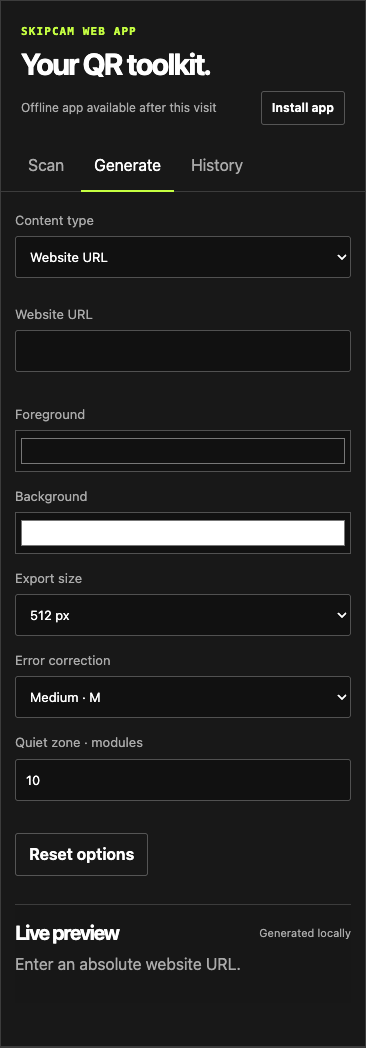 SKIPCAM WEB APP
Your QR toolkit.
Offline app available after this visit
Install app
Scan
Generate
History
Content type
Website URL
Website URL
Foreground
Background
Export size
512 px
Error correction
Medium · M
Quiet zone · modules
10
Reset options
Live preview
Generated locally
Enter an absolute website URL.